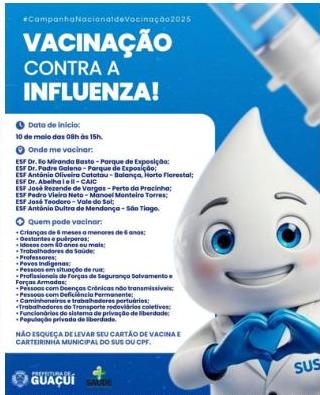 #CampanhaNacionaldeVacinação2025
VACINAÇÃO
CONTRA A
INFLUENZA!
Data de início:
10 de maio das 08h às 15h.
Onde me vacinar:
ESF Dr. Ilo Miranda Basto - Parque de Exposição;
ESF Dr. Padre Galeno - Parque de Exposição;
ESF Antônio Oliveira Catatau - Balança, Horto Florestal;
ESF Dr. Abelha I e II - CAIC
ESF José Rezende de Vargas - Perto da Pracinha;
ESF Pedro Vieira Neto - Manoel Monteiro Torres;
ESF José Teodoro - Vale do Sol;
ESF Antônio Dultra de Mendonça - São Tiago.
Quem pode vacinar:
• Crianças de 6 meses a menores de 6 anos;
• Gestantes e puérperas;
• Idosos com 60 anos ou mais;
• Trabalhadores da Saúde;
• Professores;
• Povos Indígenas;
• Pessoas em situação de rua;
• Profissionais de Forças de Segurança Salvamento e
Forças Armadas;
• Pessoas com Doenças Crônicas não transmissíveis;
• Pessoas com Deficiência Permanente;
• Caminhoneiros e trabalhadores portuários;
• Trabalhadores do Transporte rodoviários coletivos;
• Funcionários do sistema de privação de liberdade;
• População privada de liberdade.
NÃO ESQUEÇA DE LEVAR SEU CARTÃO DE VACINA E
CARTEIRINHA MUNICIPAL DO SUS OU CPF.
PREFEITURA DE
GUAÇUÍ
SAÚDE
SUS